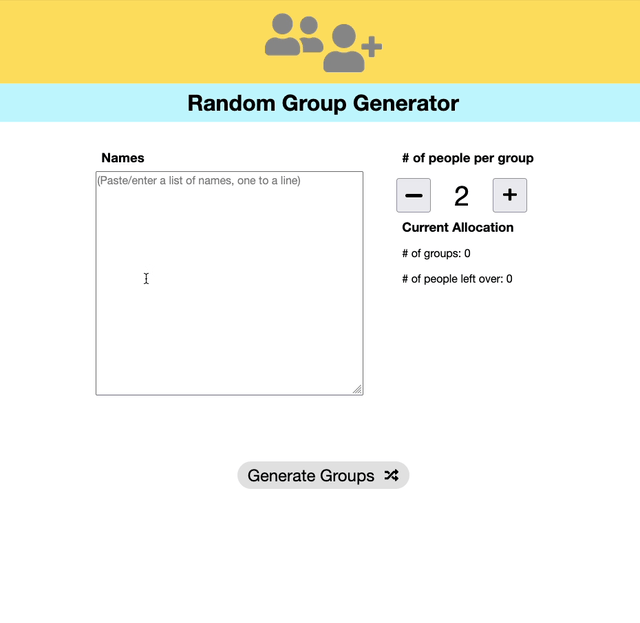 Random Group Generator
Names
(Paste/enter a list of names, one to a line)
# of people per group
− 2 +
Current Allocation
# of groups: 0
# of people left over: 0
Generate Groups